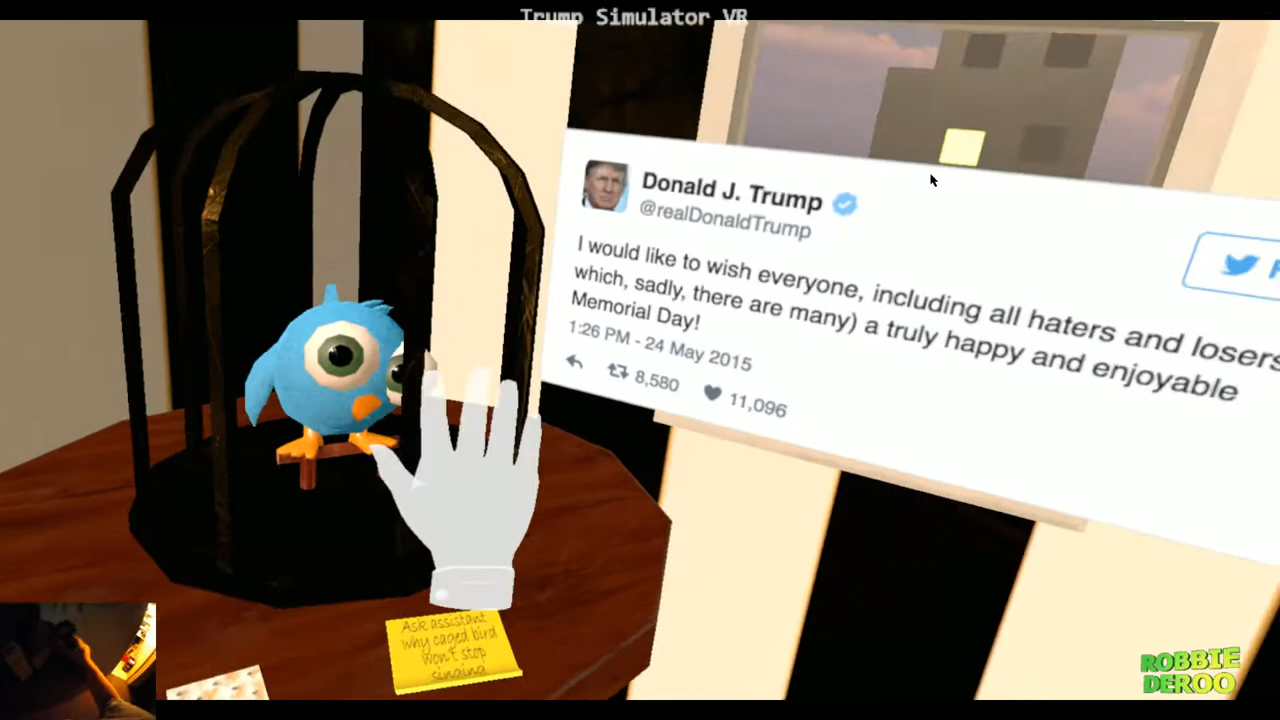 Trump Simulator VR
Donald J. Trump
@realDonaldTrump
I would like to wish everyone, including all haters and losers
which, sadly, there are many) a truly happy and enjoyable
Memorial Day!
1:26 PM - 24 May 2015
8,580
11,096
Ask assistant
why caged bird
won't stop
singing
ROBBIE
DEROO